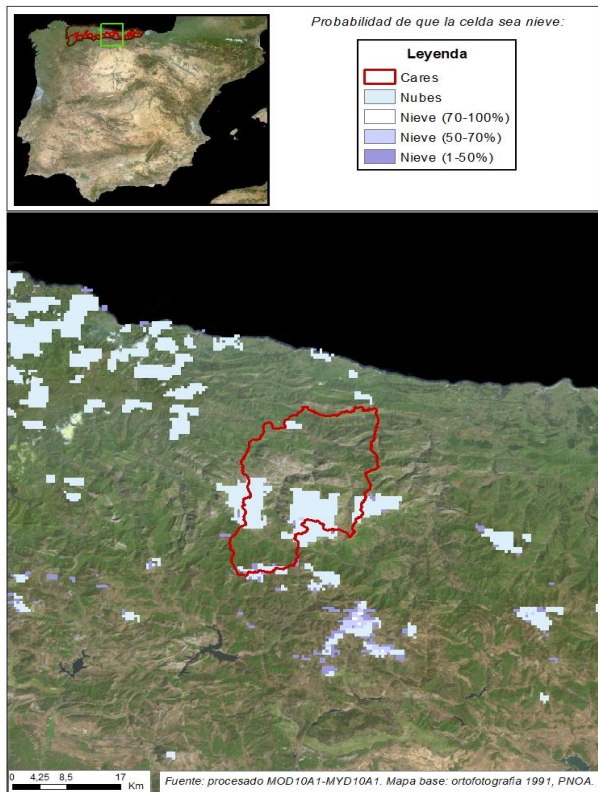 Probabilidad de que la celda sea nieve:
Leyenda
Cares
Nubes
Nieve (70-100%)
Nieve (50-70%)
Nieve (1-50%)
0 4,25 8,5 17
Km
Fuente: procesado MOD10A1-MYD10A1. Mapa base: ortofotografia 1991, PNOA.